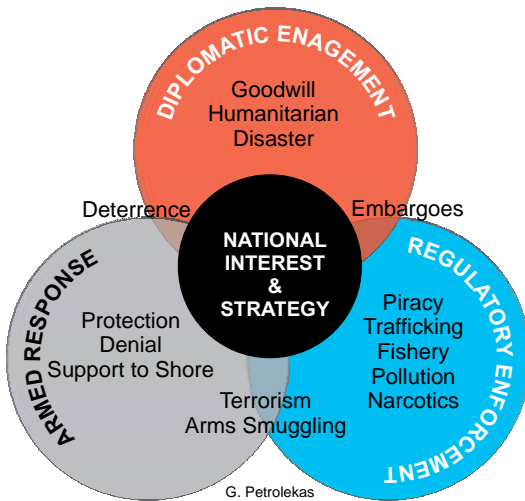 DIPLOMATIC ENAGEMENT
Goodwill
Humanitarian
Disaster
Deterrence
Embargoes
NATIONAL
INTEREST
&
STRATEGY
ARMED RESPONSE
Protection
Denial
Support to Shore
REGULATORY ENFORCEMENT
Piracy
Trafficking
Fishery
Pollution
Narcotics
Terrorism
Arms Smuggling
G. Petrolekas